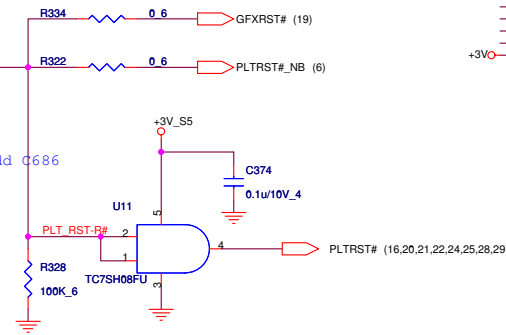 R334 0_6 GFXRST# (19)
R322 0_6 PLTRST#_NB (6)
+3V
+3V_S5
C686
C374
0.1u/10V_4
U11
5
PLT_RST-R# 2
1
4
PLTRST# (16,20,21,22,24,25,28,29
3
R328
100K_6
TC7SH08FU